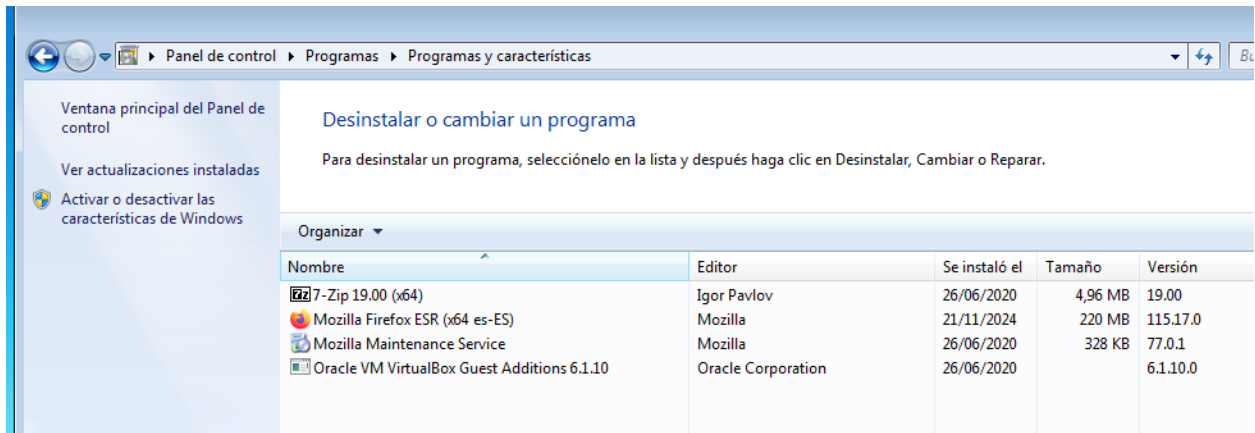 Panel de control Programas Programas y características
Ventana principal del Panel de
control
Ver actualizaciones instaladas
Activar o desactivar las
características de Windows
Desinstalar o cambiar un programa
Para desinstalar un programa, selecciónelo en la lista y después haga clic en Desinstalar, Cambiar o Reparar.
Organizar
Nombre Editor Se instaló el Tamaño Versión
7-Zip 19.00 (x64) Igor Pavlov 26/06/2020 4,96 MB 19.00
Mozilla Firefox ESR (x64 es-ES) Mozilla 21/11/2024 220 MB 115.17.0
Mozilla Maintenance Service Mozilla 26/06/2020 328 KB 77.0.1
Oracle VM VirtualBox Guest Additions 6.1.10 Oracle Corporation 26/06/2020 6.1.10.0